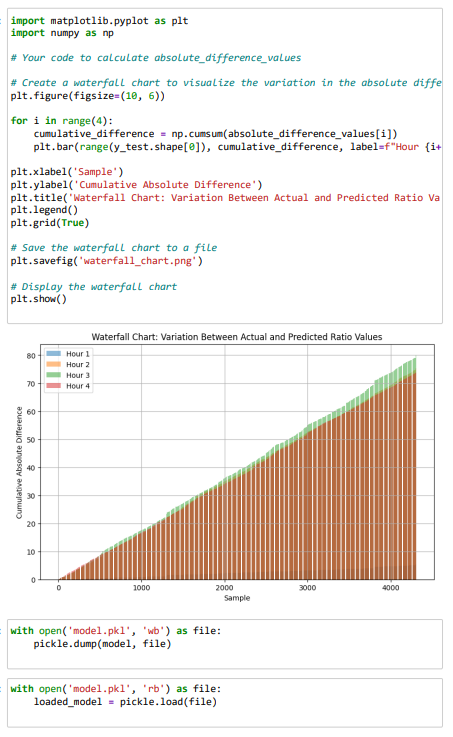 import matplotlib.pyplot as plt
import numpy as np
# Your code to calculate absolute_difference_values
# Create a waterfall chart to visualize the variation in the absolute diffe
plt.figure(figsize=(10, 6))
for i in range(4):
    cumulative_difference = np.cumsum(absolute_difference_values[i])
    plt.bar(range(y_test.shape[0]), cumulative_difference, label=f"Hour {i+
plt.xlabel('Sample')
plt.ylabel('Cumulative Absolute Difference')
plt.title('Waterfall Chart: Variation Between Actual and Predicted Ratio Va
plt.legend()
plt.grid(True)
# Save the waterfall chart to a file
plt.savefig('waterfall_chart.png')
# Display the waterfall chart
plt.show()
Waterfall Chart: Variation Between Actual and Predicted Ratio Values
Hour 1
Hour 2
Hour 3
Hour 4
Cumulative Absolute Difference
80
70
60
50
40
30
20
10
0
0 1000 2000 3000 4000
Sample
with open('model.pkl', 'wb') as file:
    pickle.dump(model, file)
with open('model.pkl', 'rb') as file:
    loaded_model = pickle.load(file)